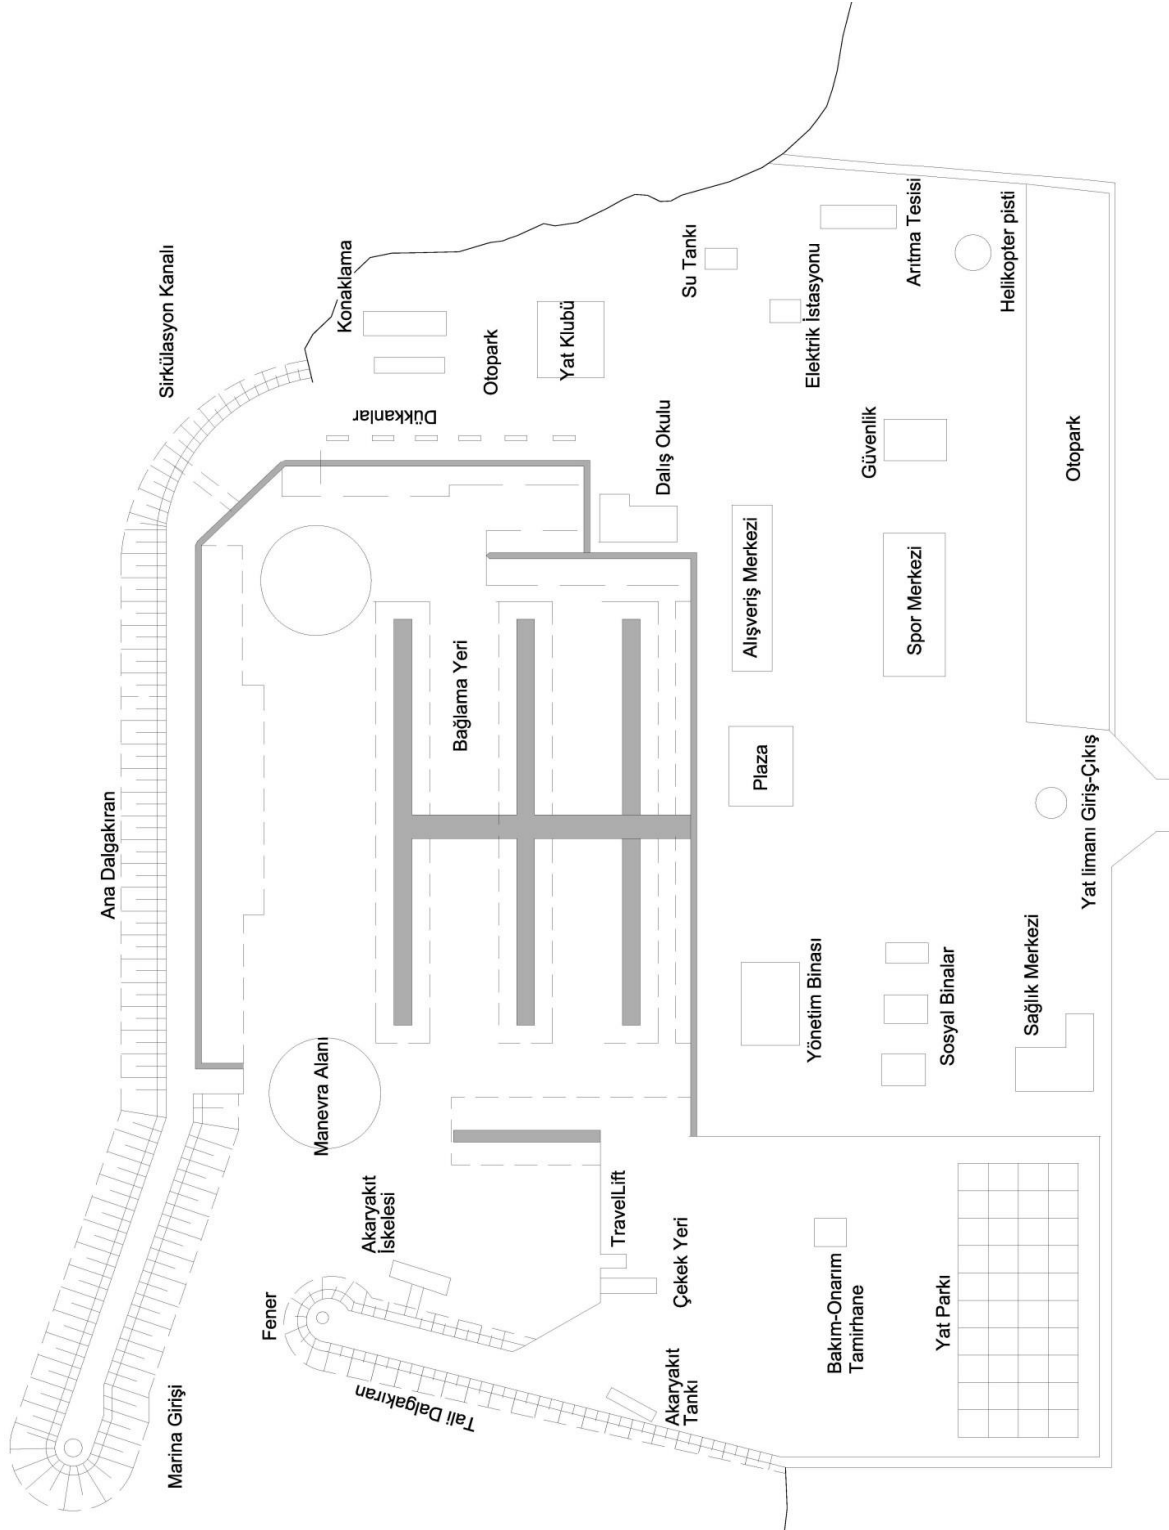 Sirkülasyon Kanalı
Konaklama
Otopark
Yat Klubü
Dükkanlar
Su Tankı
Elektrik İstasyonu
Arıtma Tesisi
Helikopter pisti
Dalış Okulu
Güvenlik
Otopark
Alışveriş Merkezi
Spor Merkezi
Bağlama Yeri
Plaza
Ana Dalgakıran
Yat limanı Giriş-Çıkış
Yönetim Binası
Sosyal Binalar
Sağlık Merkezi
Manevra Alanı
Akaryakıt
İskelesi
TravelLift
Çekek Yeri
Fener
Bakım-Onarım
Tamirhane
Yat Parkı
Tali Dalgakıran
Akaryakıt
Tankı
Marina Girişi